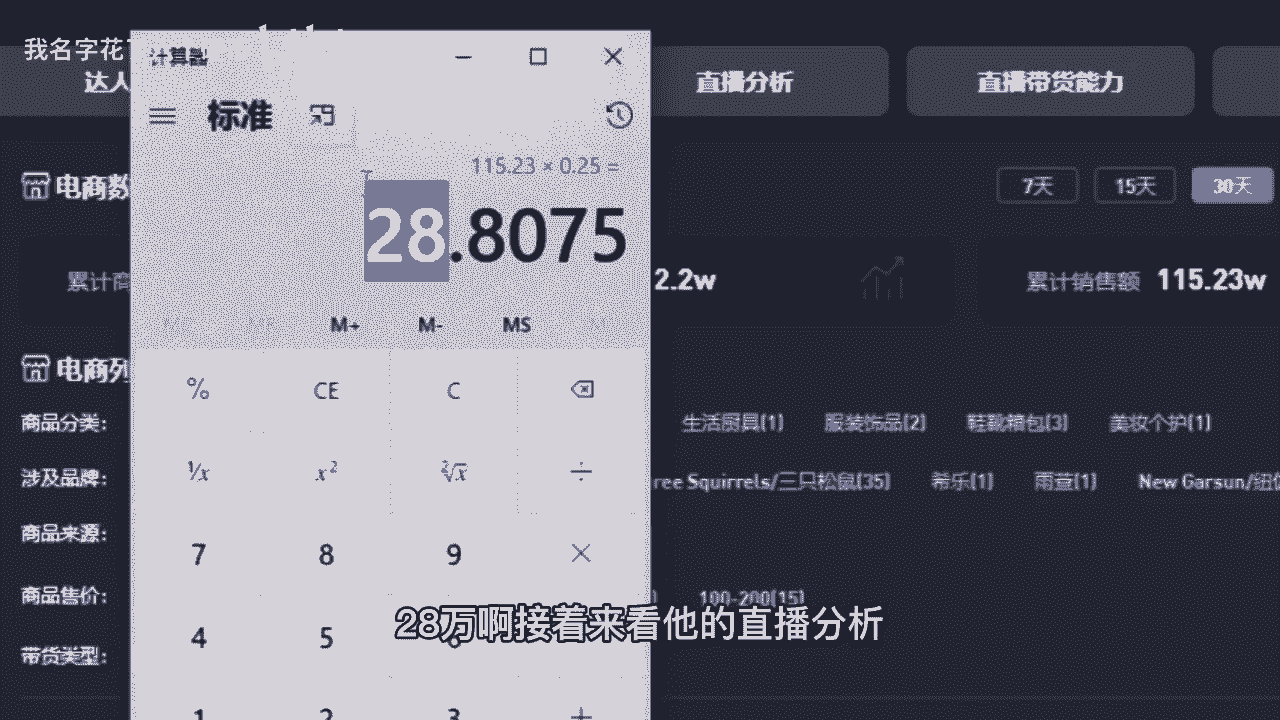 我名字花
计算器
达人
直播分析
直播带货能力
标准
115.23 × 0.25 =
28.8075
电商数
7天
15天
30天
累计商
2.2w
累计销售额 115.23w
M+ M- MS
电商列
% CE C
商品分类:
生活厨具(1) 服装饰品(2) 鞋靴箱包(3) 美妆个护(1)
¹/x x² ²√x ÷
涉及品牌:
ree Squirrels/三只松鼠(35) 希乐(1) 雨萱(1) New Garsun/纽
商品来源:
7 8 9 ×
商品售价:
100-200(15)
28万啊接着来看他的直播分析
4 5
带货类型:
1 2 3 +